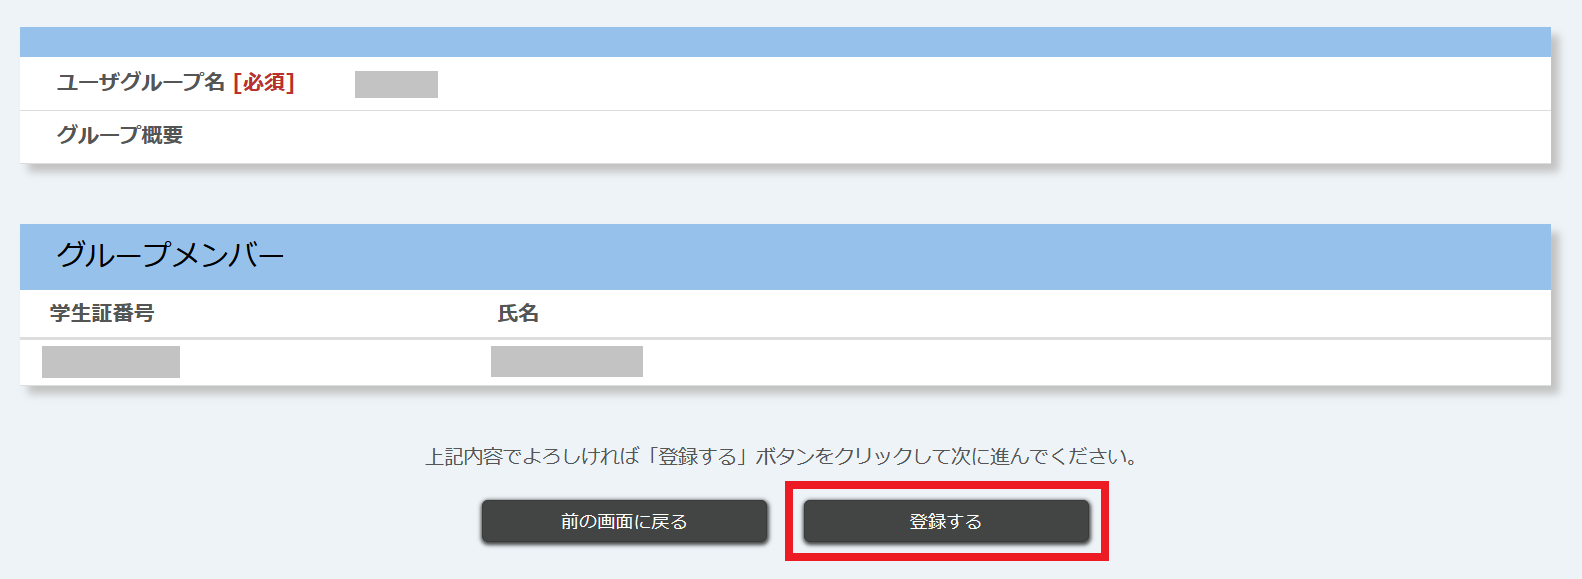 ユーザグループ名 [必須]
グループ概要
グループメンバー
学生証番号 氏名
上記内容でよろしければ「登録する」ボタンをクリックして次に進んでください。
前の画面に戻る 登録する